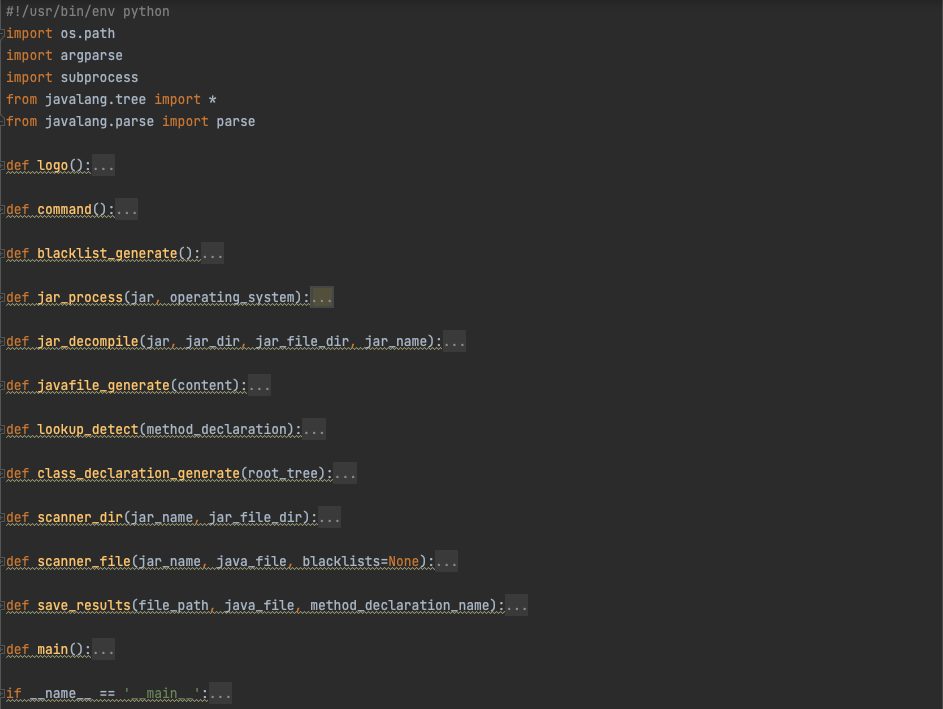 #!/usr/bin/env python
import os.path
import argparse
import subprocess
from javalang.tree import *
from javalang.parse import parse
def logo():...
def command():...
def blacklist_generate():...
def jar_process(jar, operating_system):...
def jar_decompile(jar, jar_dir, jar_file_dir, jar_name):...
def javafile_generate(content):...
def lookup_detect(method_declaration):...
def class_declaration_generate(root_tree):...
def scanner_dir(jar_name, jar_file_dir):...
def scanner_file(jar_name, java_file, blacklists=None):...
def save_results(file_path, java_file, method_declaration_name):...
def main():...
if __name__ == '__main__':...